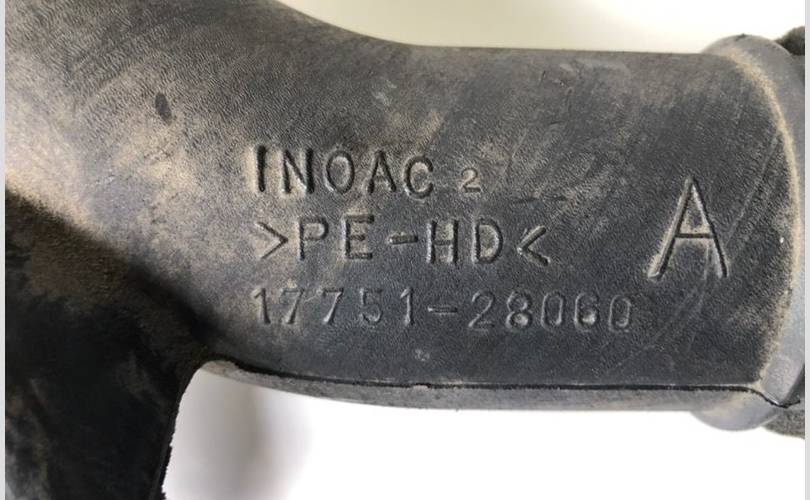 INOAC 2
>PE-HD<
A
17751-28060